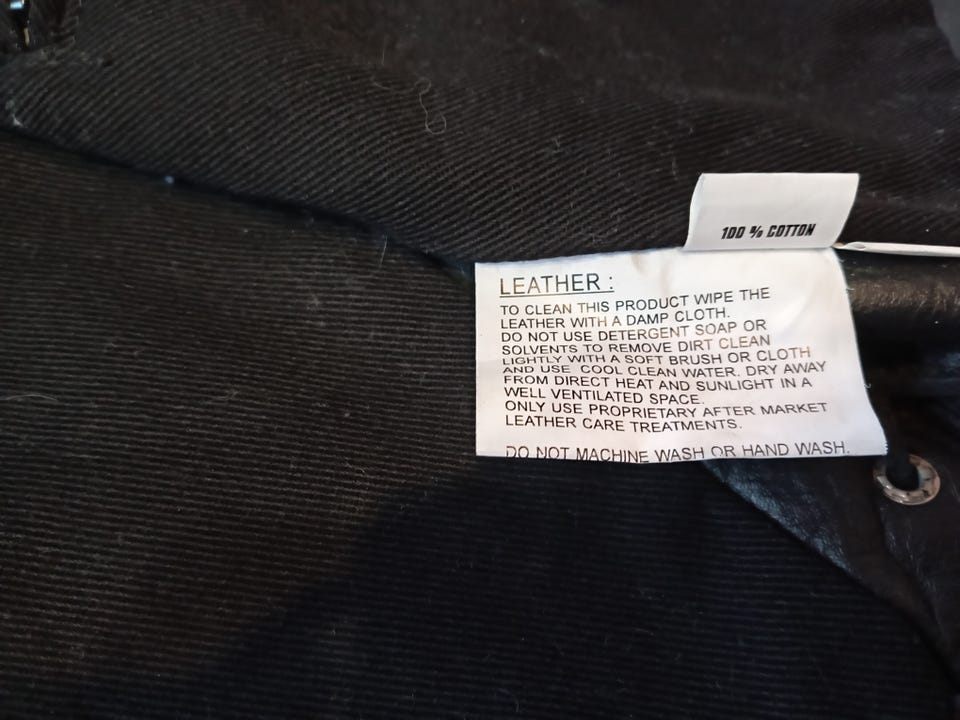 100 % COTTON
LEATHER :
TO CLEAN THIS PRODUCT WIPE THE
LEATHER WITH A DAMP CLOTH.
DO NOT USE DETERGENT SOAP OR
SOLVENTS TO REMOVE DIRT CLEAN
LIGHTLY WITH A SOFT BRUSH OR CLOTH
AND USE COOL CLEAN WATER. DRY AWAY
FROM DIRECT HEAT AND SUNLIGHT IN A
WELL VENTILATED SPACE.
ONLY USE PROPRIETARY AFTER MARKET
LEATHER CARE TREATMENTS.
DO NOT MACHINE WASH OR HAND WASH.